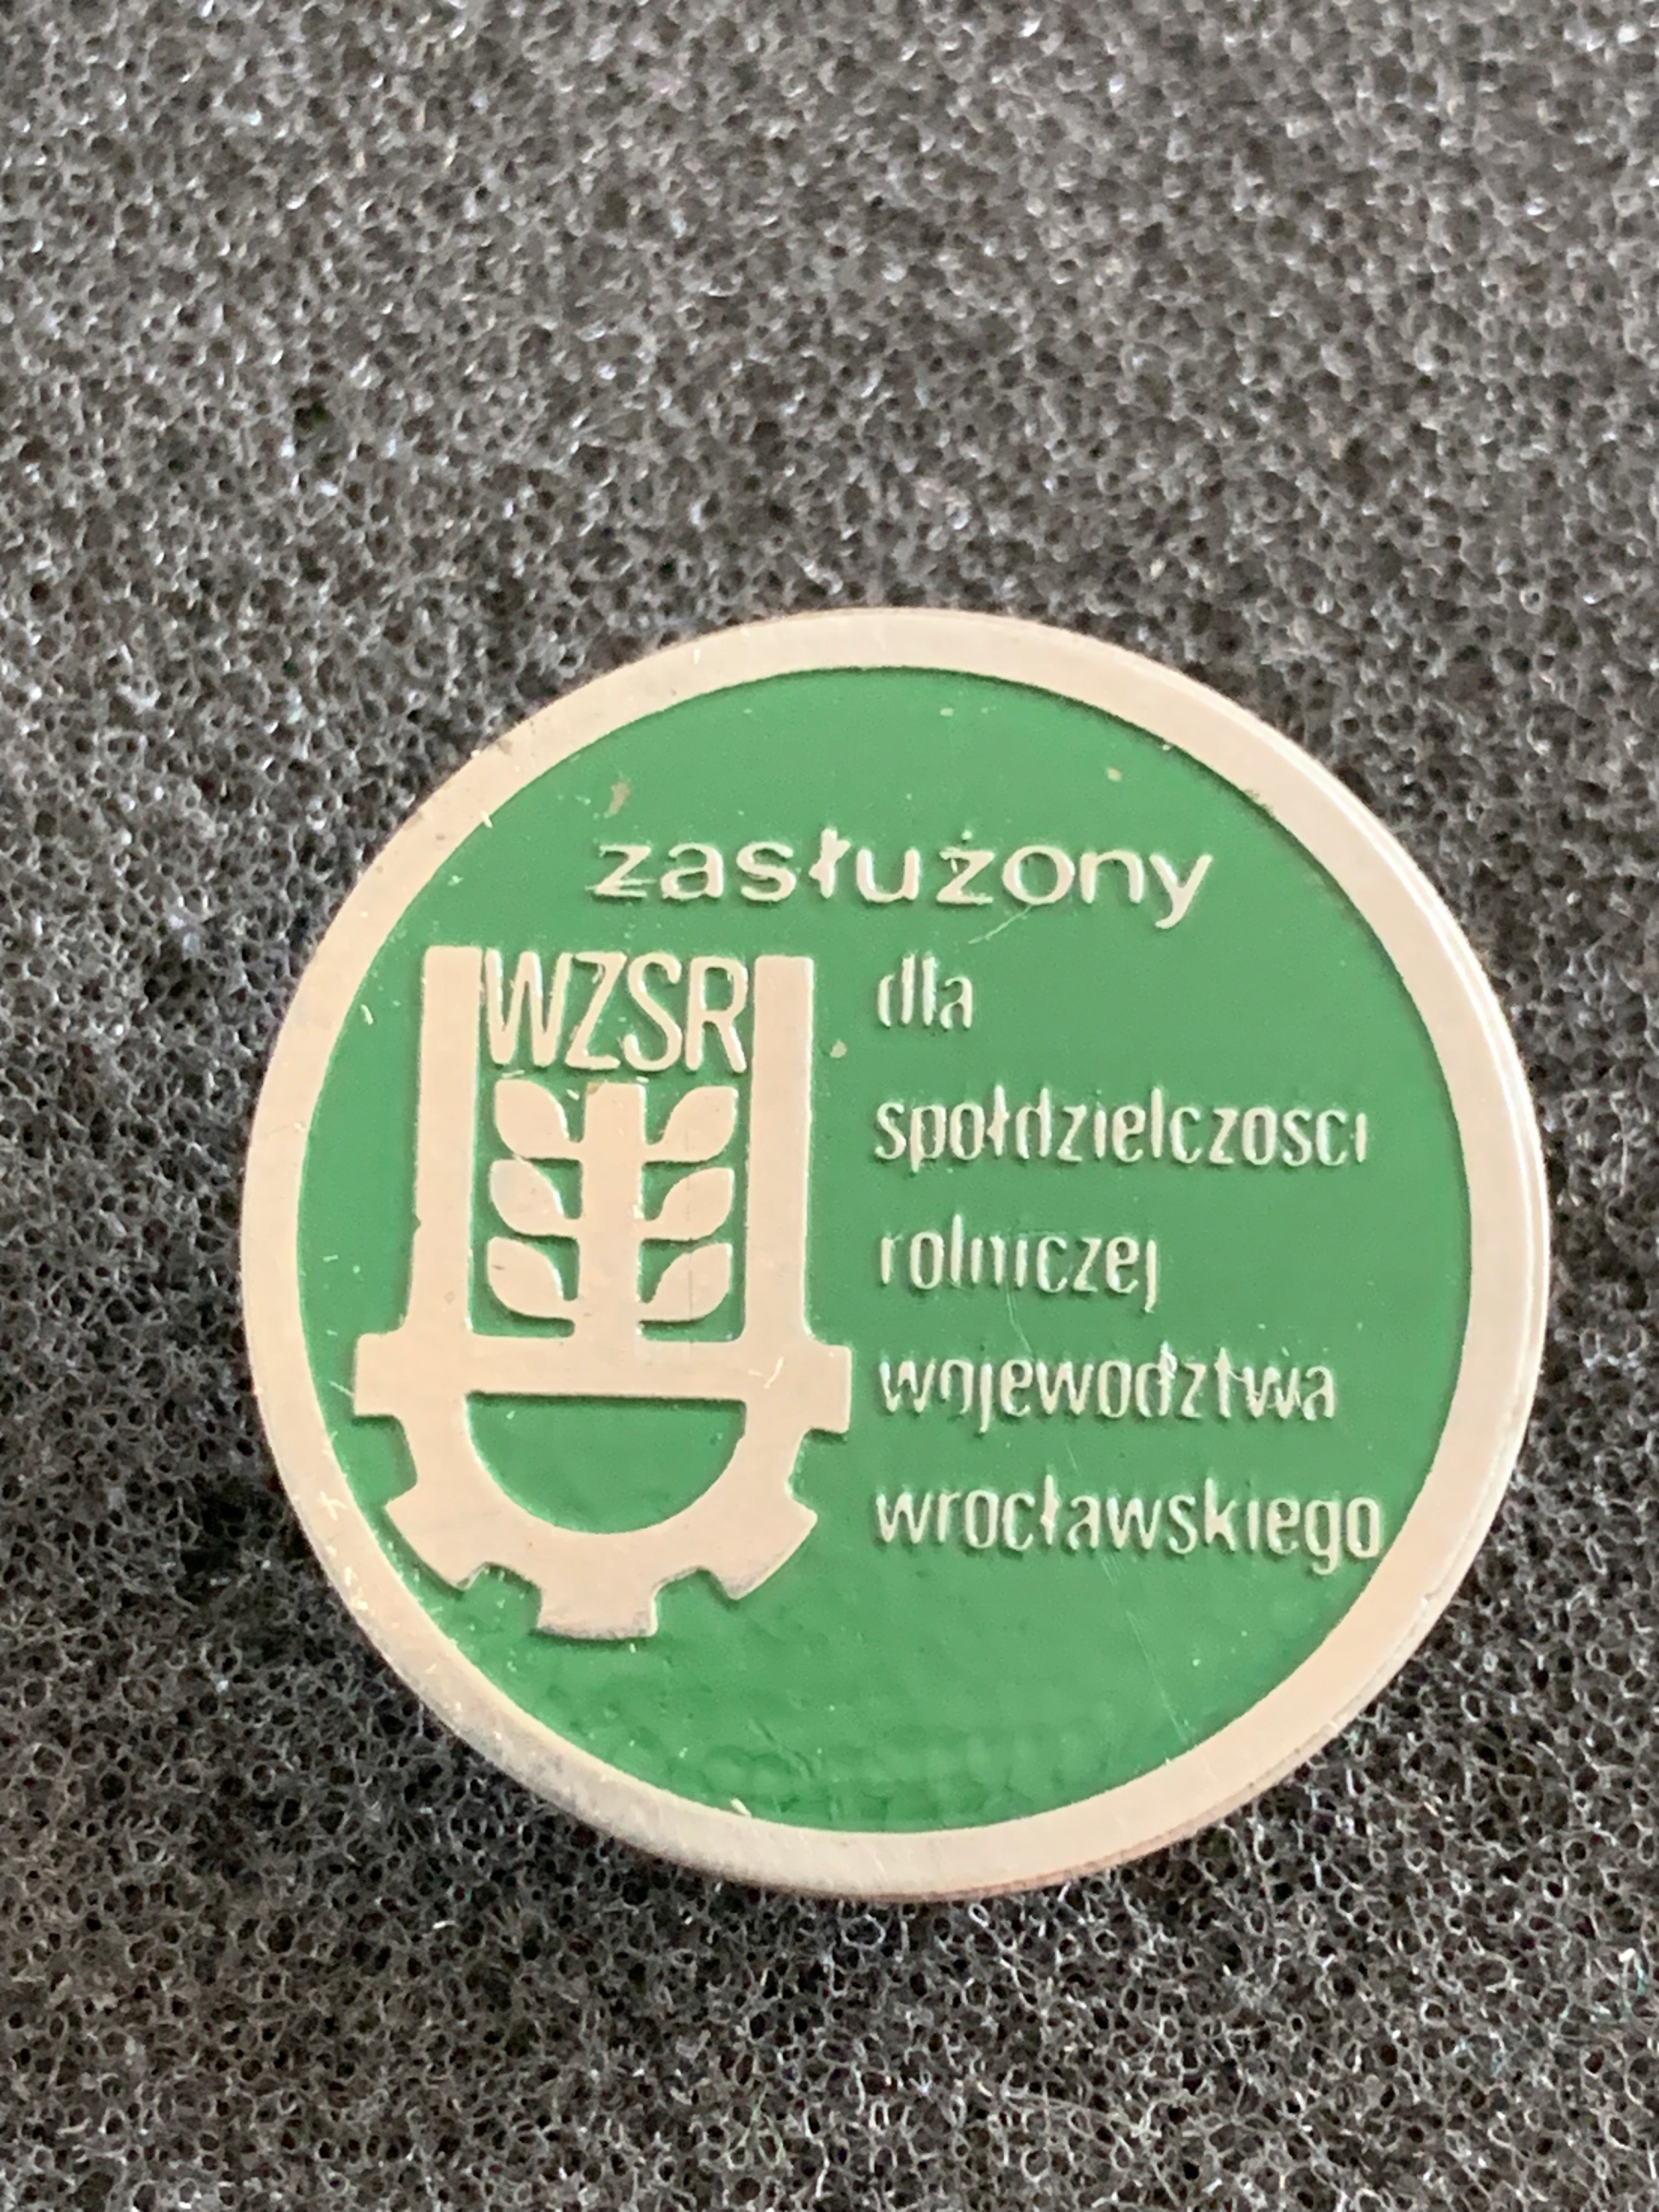 zasłużony
WZSR
dla
społdzielczosci
rolniczej
wojewodztwa
wrocławskiego